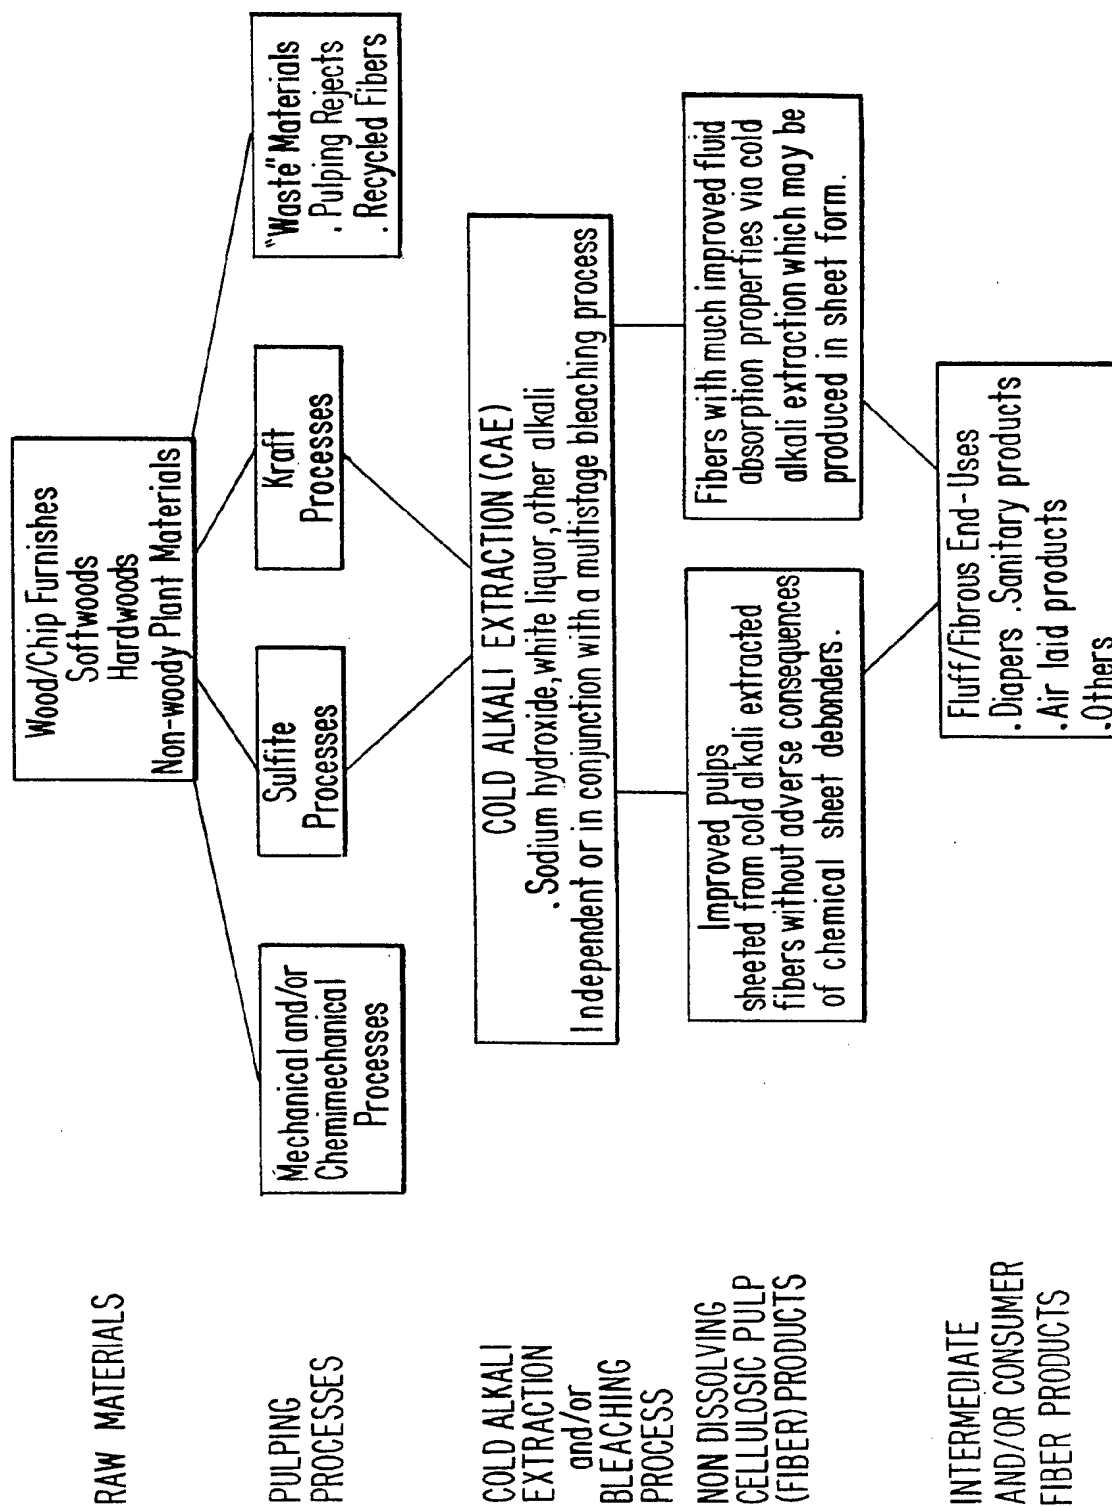 RAW MATERIALS
Wood/Chip Furnishes
Softwoods
Hardwoods
Non-woody Plant Materials
PULPING
PROCESSES
Mechanical and/or
Chemimechanical
Processes
Sulfite
Processes
Kraft
Processes
"Waste" Materials
. Pulping Rejects
. Recycled Fibers
COLD ALKALI
EXTRACTION
and/or
BLEACHING
PROCESS
COLD ALKALI EXTRACTION (CAE)
. Sodium hydroxide, white liquor, other alkali
Independent or in conjunction with a multistage bleaching process
NON DISSOLVING
CELLULOSIC PULP
(FIBER) PRODUCTS
Improved pulps
sheeted from cold alkali extracted
fibers without adverse consequences
of chemical sheet debonders.
Fibers with much improved fluid
absorption properties via cold
alkali extraction which may be
produced in sheet form.
INTERMEDIATE
AND/OR CONSUMER
FIBER PRODUCTS
Fluff/Fibrous End-Uses
. Diapers . Sanitary products
. Air laid products
. Others